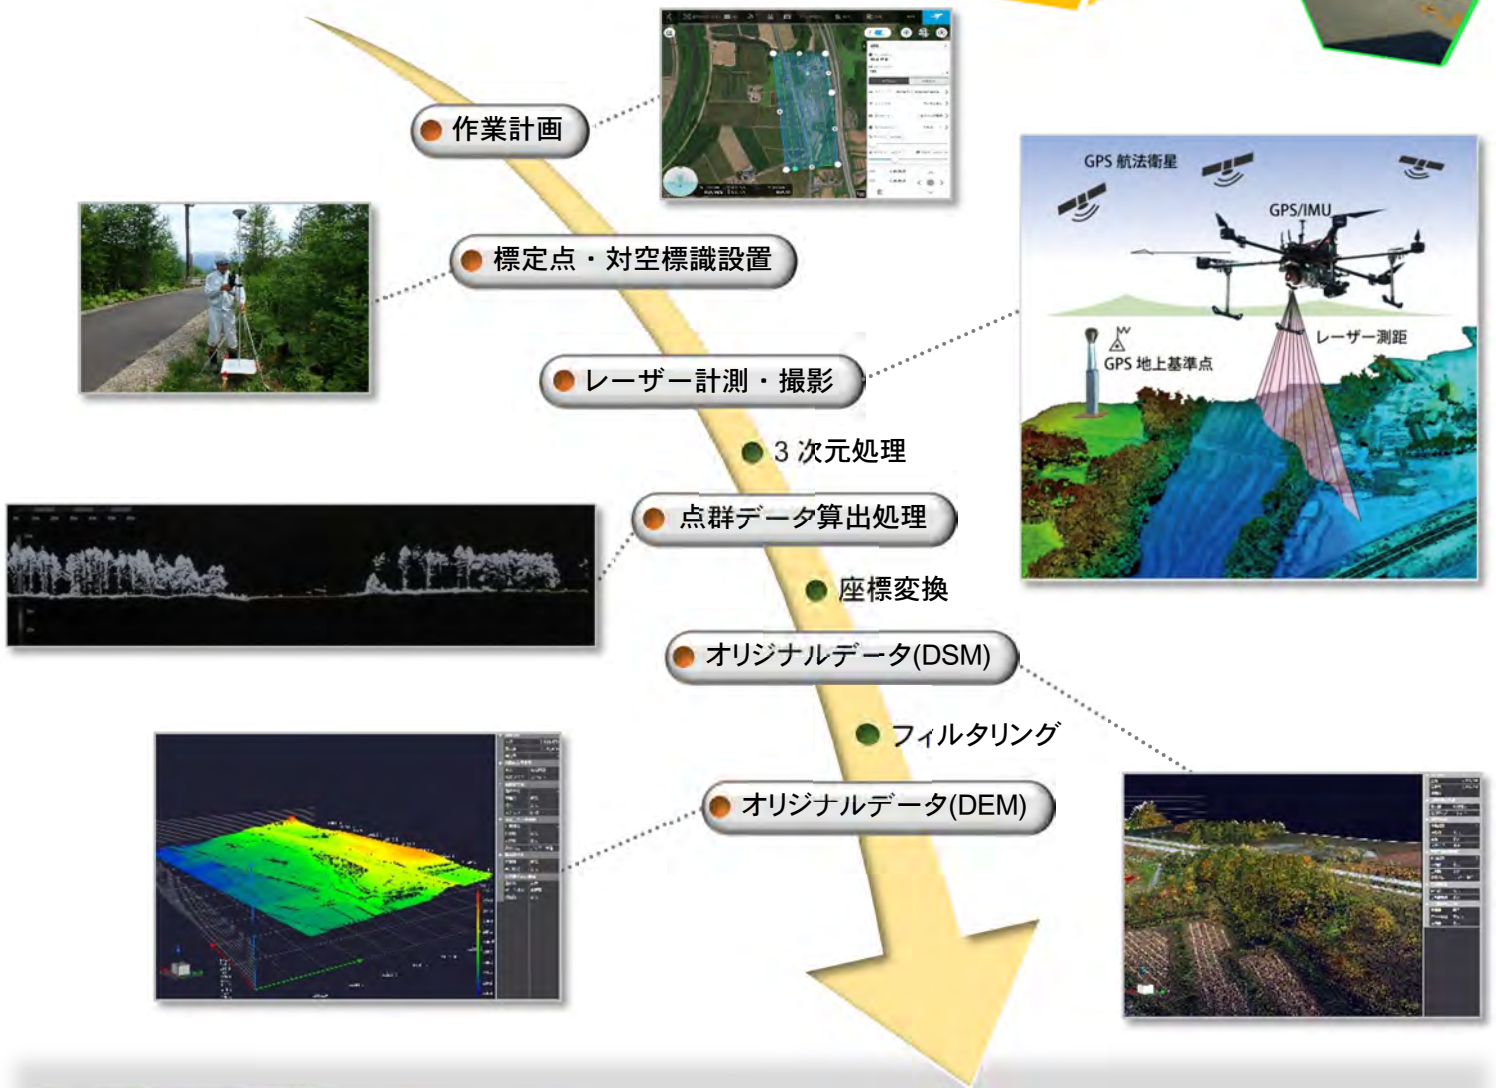 作業計画
標定点・対空標識設置
レーザー計測・撮影
3次元処理
点群データ算出処理
座標変換
オリジナルデータ(DSM)
フィルタリング
オリジナルデータ(DEM)
GPS 航法衛星
GPS/IMU
レーザー測距
GPS 地上基準点